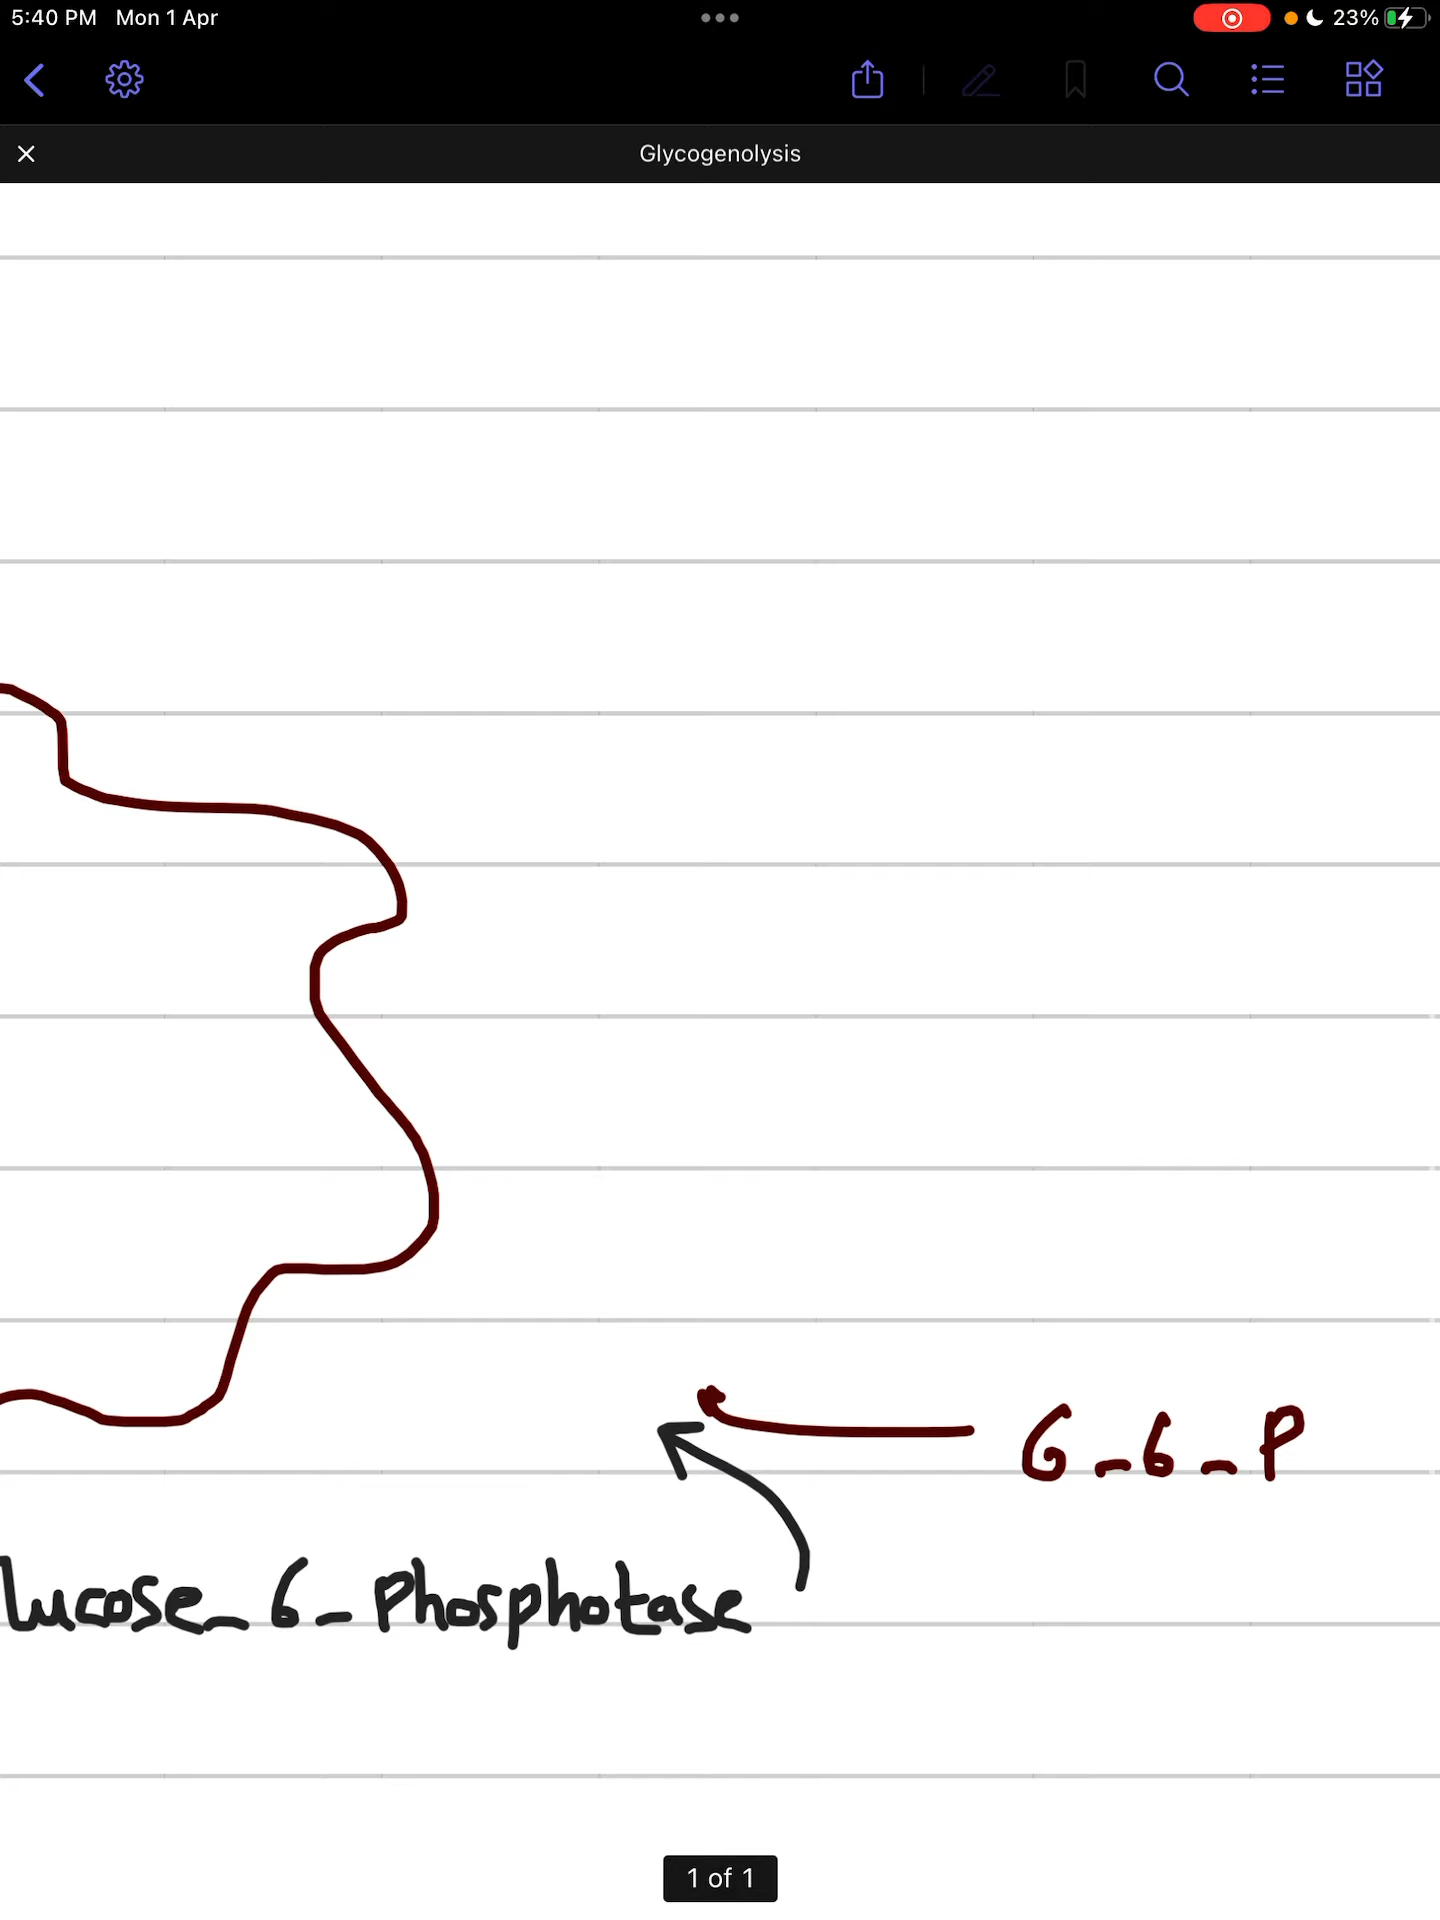 5:40 PM Mon 1 Apr
23%
Glycogenolysis
G-6-P
lucose-6-Phosphotase
1 of 1